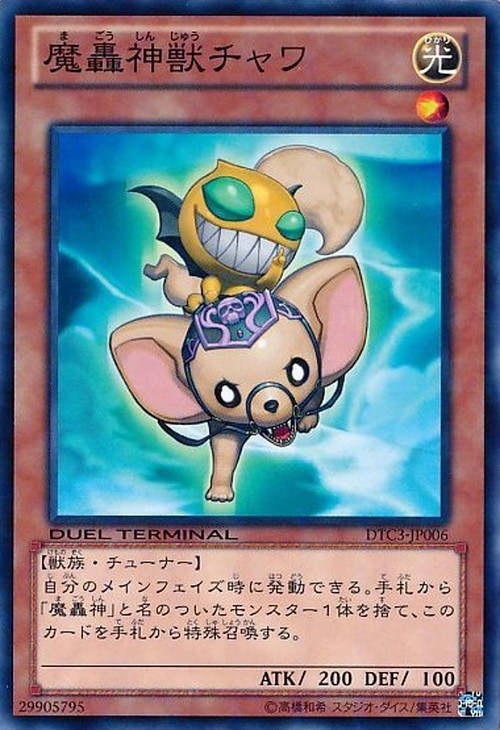 魔轟神獣チャワ
光
DUEL TERMINAL
DTC3-JP006
【獣族・チューナー】
自分のメインフェイズ時に発動できる。手札から
「魔轟神」と名のついたモンスター1体を捨て、この
カードを手札から特殊召喚する。
ATK/ 200 DEF/ 100
29905795
©高橋和希 スタジオ・ダイス/集英社